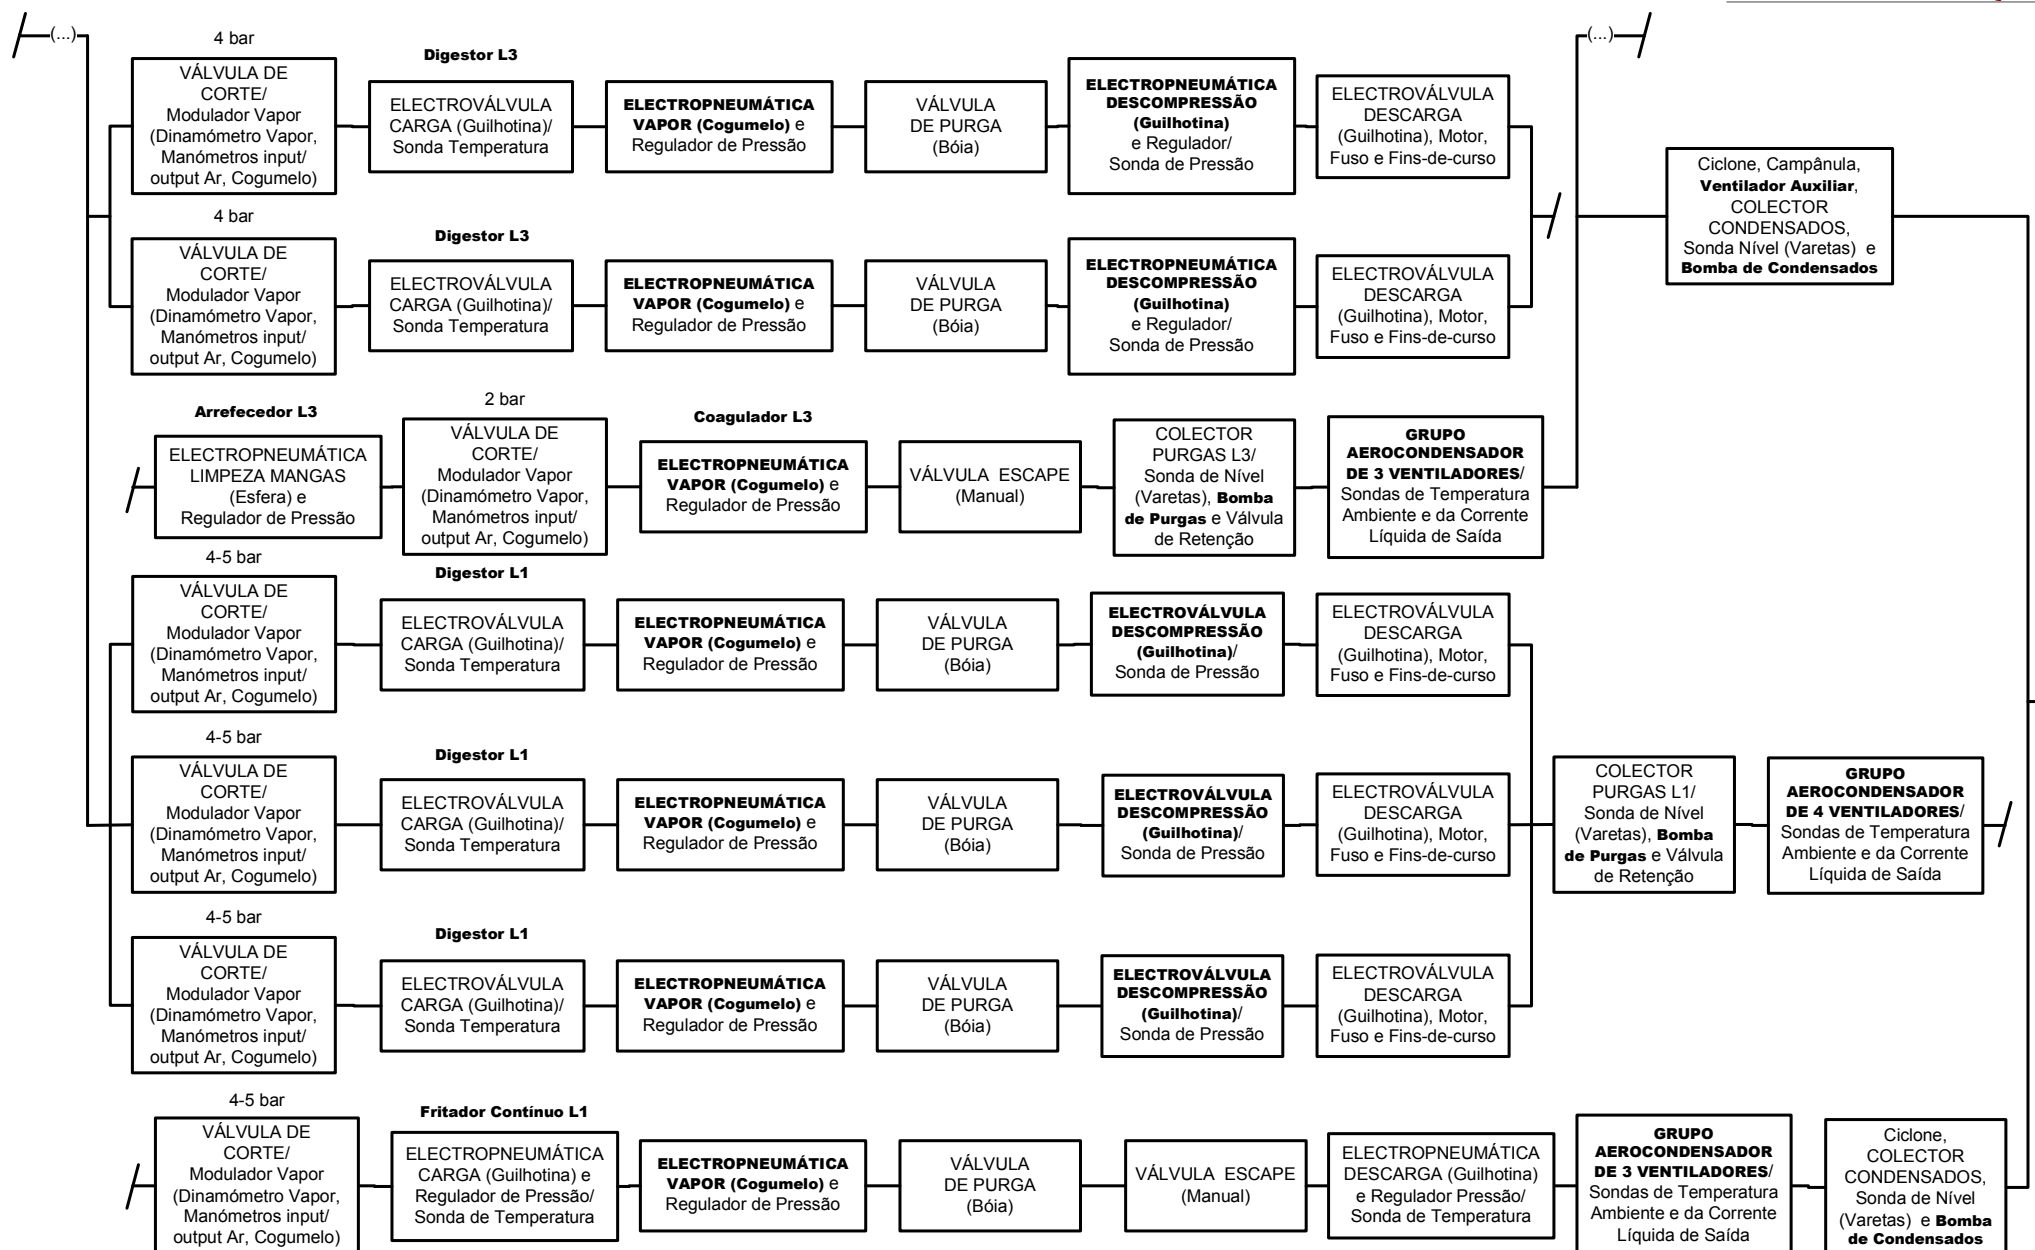 (...)
(...)
4 bar
Digestor L3
VÁLVULA DE
CORTE/
Modulador Vapor
(Dinamómetro Vapor,
Manómetros input/
output Ar, Cogumelo)
ELECTROVÁLVULA
CARGA (Guilhotina)/
Sonda Temperatura
ELECTROPNEUMÁTICA
VAPOR (Cogumelo) e
Regulador de Pressão
VÁLVULA
DE PURGA
(Bóia)
ELECTROPNEUMÁTICA
DESCOMPRESSÃO
(Guilhotina)
e Regulador/
Sonda de Pressão
ELECTROVÁLVULA
DESCARGA
(Guilhotina), Motor,
Fuso e Fins-de-curso
Ciclone, Campânula,
Ventilador Auxiliar,
COLECTOR
CONDENSADOS,
Sonda Nível (Varetas) e
Bomba de Condensados
4 bar
Digestor L3
VÁLVULA DE
CORTE/
Modulador Vapor
(Dinamómetro Vapor,
Manómetros input/
output Ar, Cogumelo)
ELECTROVÁLVULA
CARGA (Guilhotina)/
Sonda Temperatura
ELECTROPNEUMÁTICA
VAPOR (Cogumelo) e
Regulador de Pressão
VÁLVULA
DE PURGA
(Bóia)
ELECTROPNEUMÁTICA
DESCOMPRESSÃO
(Guilhotina)
e Regulador/
Sonda de Pressão
ELECTROVÁLVULA
DESCARGA
(Guilhotina), Motor,
Fuso e Fins-de-curso
Arrefecedor L3
2 bar
Coagulador L3
ELECTROPNEUMÁTICA
LIMPEZA MANGAS
(Esfera) e
Regulador de Pressão
VÁLVULA DE
CORTE/
Modulador Vapor
(Dinamómetro Vapor,
Manómetros input/
output Ar, Cogumelo)
ELECTROPNEUMÁTICA
VAPOR (Cogumelo) e
Regulador de Pressão
VÁLVULA ESCAPE
(Manual)
COLECTOR
PURGAS L3/
Sonda de Nível
(Varetas), Bomba
de Purgas e Válvula
de Retenção
GRUPO
AEROCONDENSADOR
DE 3 VENTILADORES/
Sondas de Temperatura
Ambiente e da Corrente
Líquida de Saída
4-5 bar
Digestor L1
VÁLVULA DE
CORTE/
Modulador Vapor
(Dinamómetro Vapor,
Manómetros input/
output Ar, Cogumelo)
ELECTROVÁLVULA
CARGA (Guilhotina)/
Sonda Temperatura
ELECTROPNEUMÁTICA
VAPOR (Cogumelo) e
Regulador de Pressão
VÁLVULA
DE PURGA
(Bóia)
ELECTROVÁLVULA
DESCOMPRESSÃO
(Guilhotina)/
Sonda de Pressão
ELECTROVÁLVULA
DESCARGA
(Guilhotina), Motor,
Fuso e Fins-de-curso
4-5 bar
Digestor L1
VÁLVULA DE
CORTE/
Modulador Vapor
(Dinamómetro Vapor,
Manómetros input/
output Ar, Cogumelo)
ELECTROVÁLVULA
CARGA (Guilhotina)/
Sonda Temperatura
ELECTROPNEUMÁTICA
VAPOR (Cogumelo) e
Regulador de Pressão
VÁLVULA
DE PURGA
(Bóia)
ELECTROVÁLVULA
DESCOMPRESSÃO
(Guilhotina)/
Sonda de Pressão
ELECTROVÁLVULA
DESCARGA
(Guilhotina), Motor,
Fuso e Fins-de-curso
COLECTOR
PURGAS L1/
Sonda de Nível
(Varetas), Bomba
de Purgas e Válvula
de Retenção
GRUPO
AEROCONDENSADOR
DE 4 VENTILADORES/
Sondas de Temperatura
Ambiente e da Corrente
Líquida de Saída
4-5 bar
Digestor L1
VÁLVULA DE
CORTE/
Modulador Vapor
(Dinamómetro Vapor,
Manómetros input/
output Ar, Cogumelo)
ELECTROVÁLVULA
CARGA (Guilhotina)/
Sonda Temperatura
ELECTROPNEUMÁTICA
VAPOR (Cogumelo) e
Regulador de Pressão
VÁLVULA
DE PURGA
(Bóia)
ELECTROVÁLVULA
DESCOMPRESSÃO
(Guilhotina)/
Sonda de Pressão
ELECTROVÁLVULA
DESCARGA
(Guilhotina), Motor,
Fuso e Fins-de-curso
4-5 bar
Fritador Contínuo L1
VÁLVULA DE
CORTE/
Modulador Vapor
(Dinamómetro Vapor,
Manómetros input/
output Ar, Cogumelo)
ELECTROPNEUMÁTICA
CARGA (Guilhotina) e
Regulador de Pressão/
Sonda de Temperatura
ELECTROPNEUMÁTICA
VAPOR (Cogumelo) e
Regulador de Pressão
VÁLVULA
DE PURGA
(Bóia)
VÁLVULA ESCAPE
(Manual)
ELECTROPNEUMÁTICA
DESCARGA (Guilhotina)
e Regulador Pressão/
Sonda de Temperatura
GRUPO
AEROCONDENSADOR
DE 3 VENTILADORES/
Sondas de Temperatura
Ambiente e da Corrente
Líquida de Saída
Ciclone,
COLECTOR
CONDENSADOS,
Sonda de Nível
(Varetas) e Bomba
de Condensados